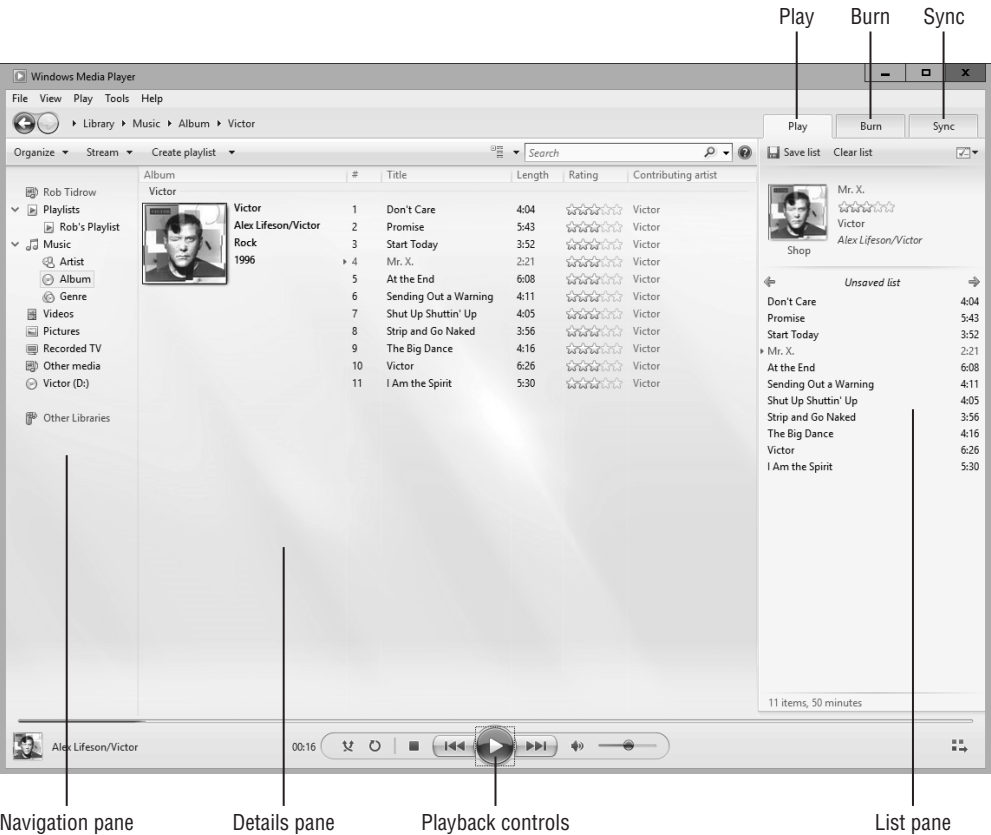 Play Burn Sync
Windows Media Player
File View Play Tools Help
Library Music Album Victor
Play Burn Sync
Organize Stream Create playlist Search
Save list Clear list
Album # Title Length Rating Contributing artist
Victor
Rob Tidrow
Playlists
Rob's Playlist
Music
Artist
Album
Genre
Videos
Pictures
Recorded TV
Other media
Victor (D:)
Other Libraries
Victor
Alex Lifeson/Victor
Rock
1996
1 Don't Care 4:04 Victor
2 Promise 5:43 Victor
3 Start Today 3:52 Victor
4 Mr. X. 2:21 Victor
5 At the End 6:08 Victor
6 Sending Out a Warning 4:11 Victor
7 Shut Up Shuttin' Up 4:05 Victor
8 Strip and Go Naked 3:56 Victor
9 The Big Dance 4:16 Victor
10 Victor 6:26 Victor
11 I Am the Spirit 5:30 Victor
Mr. X.
Victor
Alex Lifeson/Victor
Shop
Unsaved list
Don't Care 4:04
Promise 5:43
Start Today 3:52
Mr. X. 2:21
At the End 6:08
Sending Out a Warning 4:11
Shut Up Shuttin' Up 4:05
Strip and Go Naked 3:56
The Big Dance 4:16
Victor 6:26
I Am the Spirit 5:30
11 items, 50 minutes
Alex Lifeson/Victor 00:16
Navigation pane Details pane Playback controls List pane